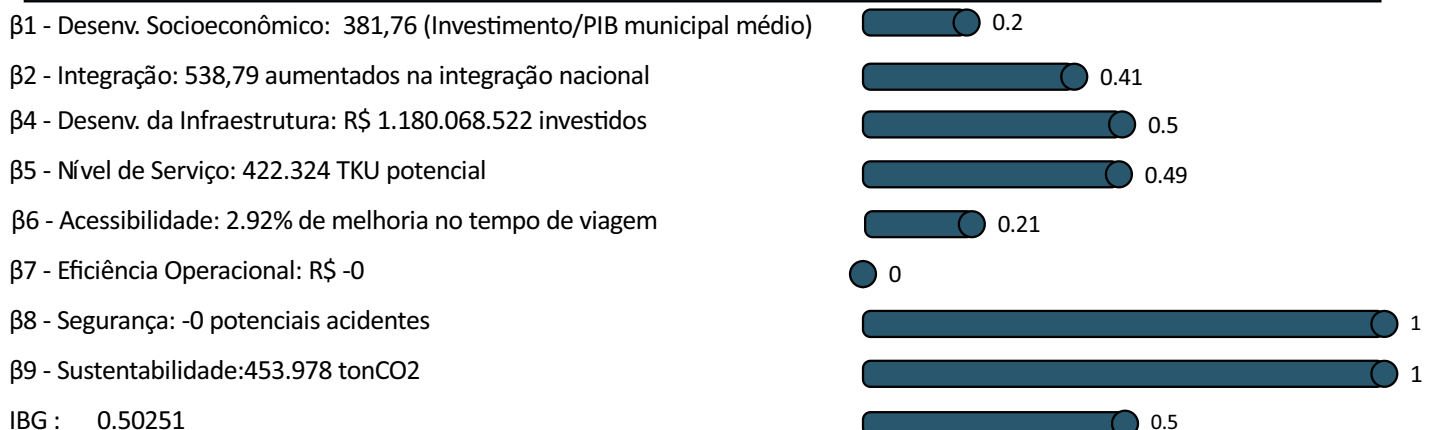 β1 - Desenv. Socioeconômico: 381,76 (Investimento/PIB municipal médio) 0.2
β2 - Integração: 538,79 aumentados na integração nacional 0.41
β4 - Desenv. da Infraestrutura: R$ 1.180.068.522 investidos 0.5
β5 - Nível de Serviço: 422.324 TKU potencial 0.49
β6 - Acessibilidade: 2.92% de melhoria no tempo de viagem 0.21
β7 - Eficiência Operacional: R$ -0 0
β8 - Segurança: -0 potenciais acidentes 1
β9 - Sustentabilidade:453.978 tonCO2 1
IBG : 0.50251 0.5